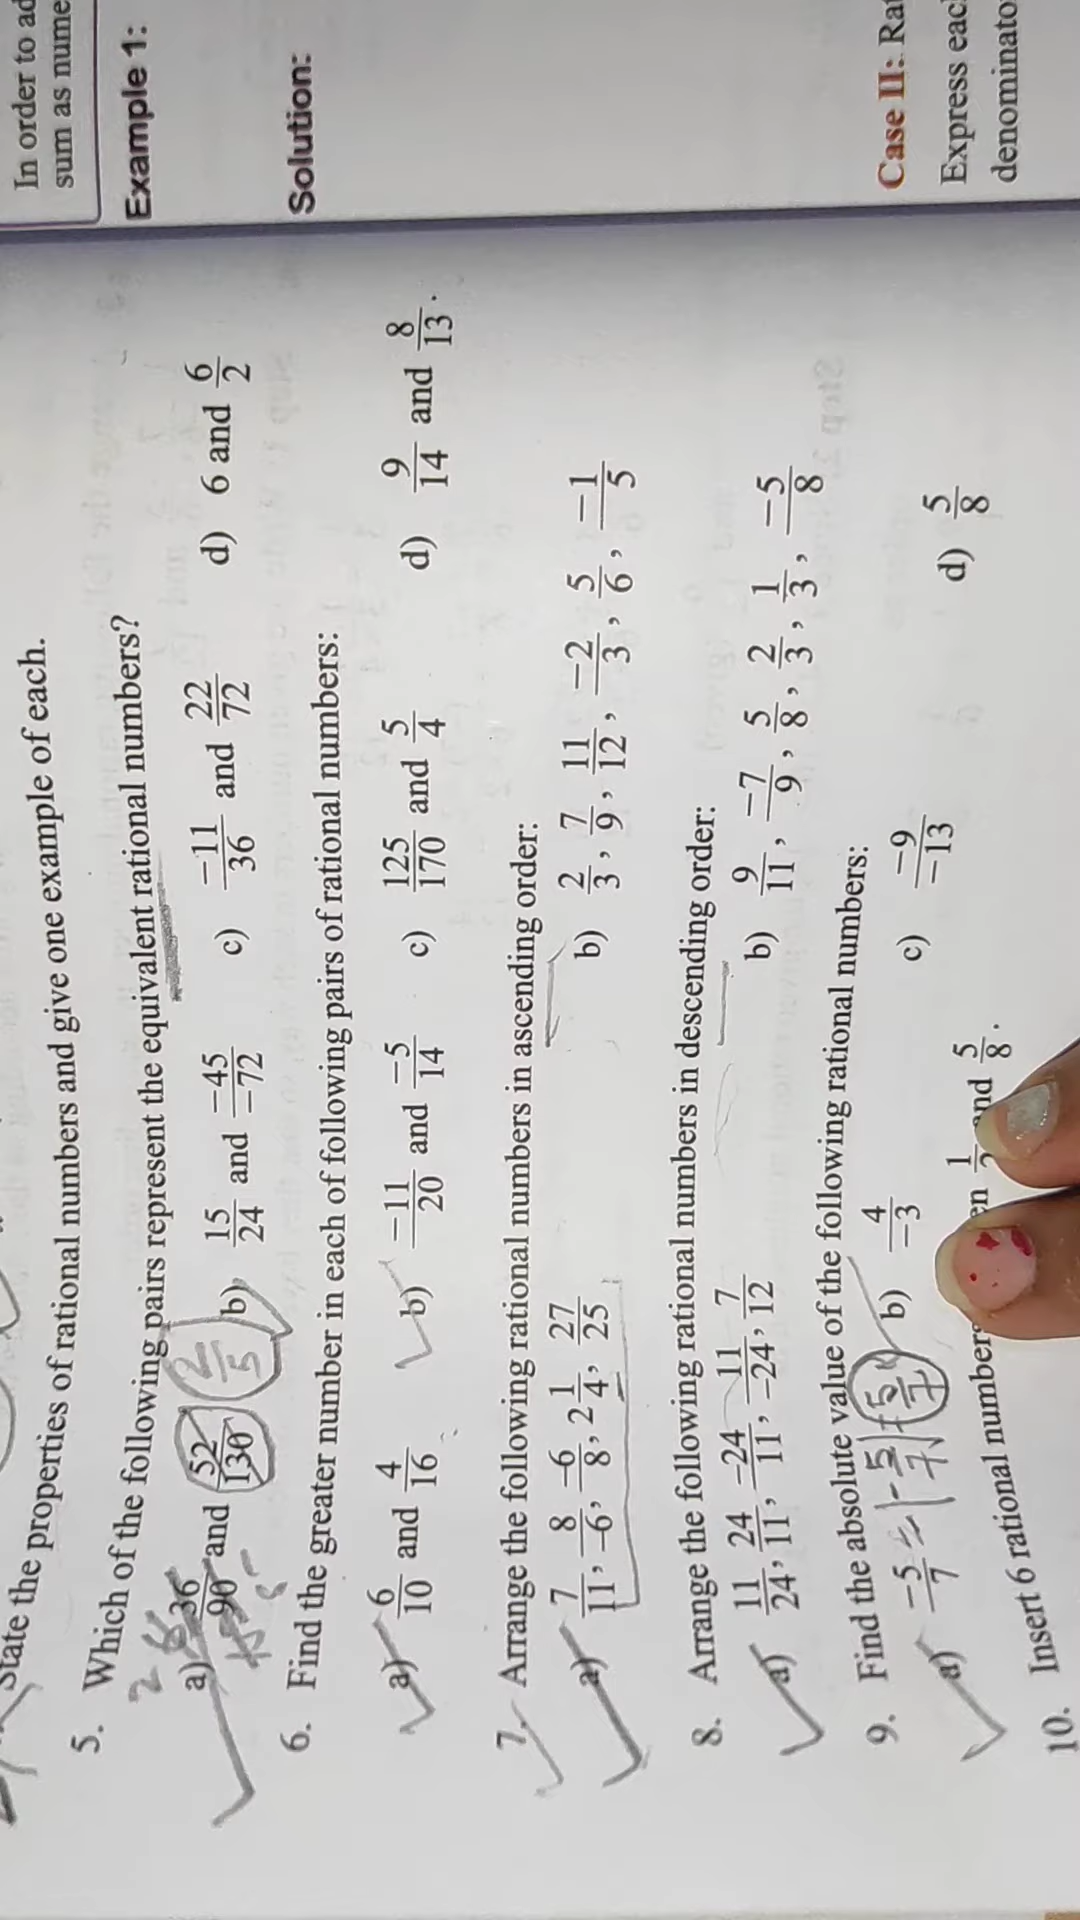 State the properties of rational numbers and give one example of each.
5. Which of the following pairs represent the equivalent rational numbers?
a) 36/90 and 52/130 2/5 b) 15/24 and -45/-72 c) -11/36 and 22/72 d) 6 and 6/2
6. Find the greater number in each of following pairs of rational numbers:
a) 6/10 and 4/16 b) -11/20 and -5/14 c) 125/170 and 5/4 d) 9/14 and 8/13.
7. Arrange the following rational numbers in ascending order:
a) 7/11, 8/-6, -6/8, 2 1/4, 27/25 b) 2/3, 7/9, 11/12, -2/3, 5/6, -1/5
8. Arrange the following rational numbers in descending order:
a) 11/24, 24/11, -24/11, 11/-24, 7/12 b) 9/11, -7/9, 5/8, 2/3, 1/3, -5/8
9. Find the absolute value of the following rational numbers:
a) -5/7 = |-5/7| 5/7 b) 4/-3 c) -9/-13 d) 5/8
10. Insert 6 rational numbers and 5/8.
In order to
sum as
Example 1:
Solution:
Case II:
Express